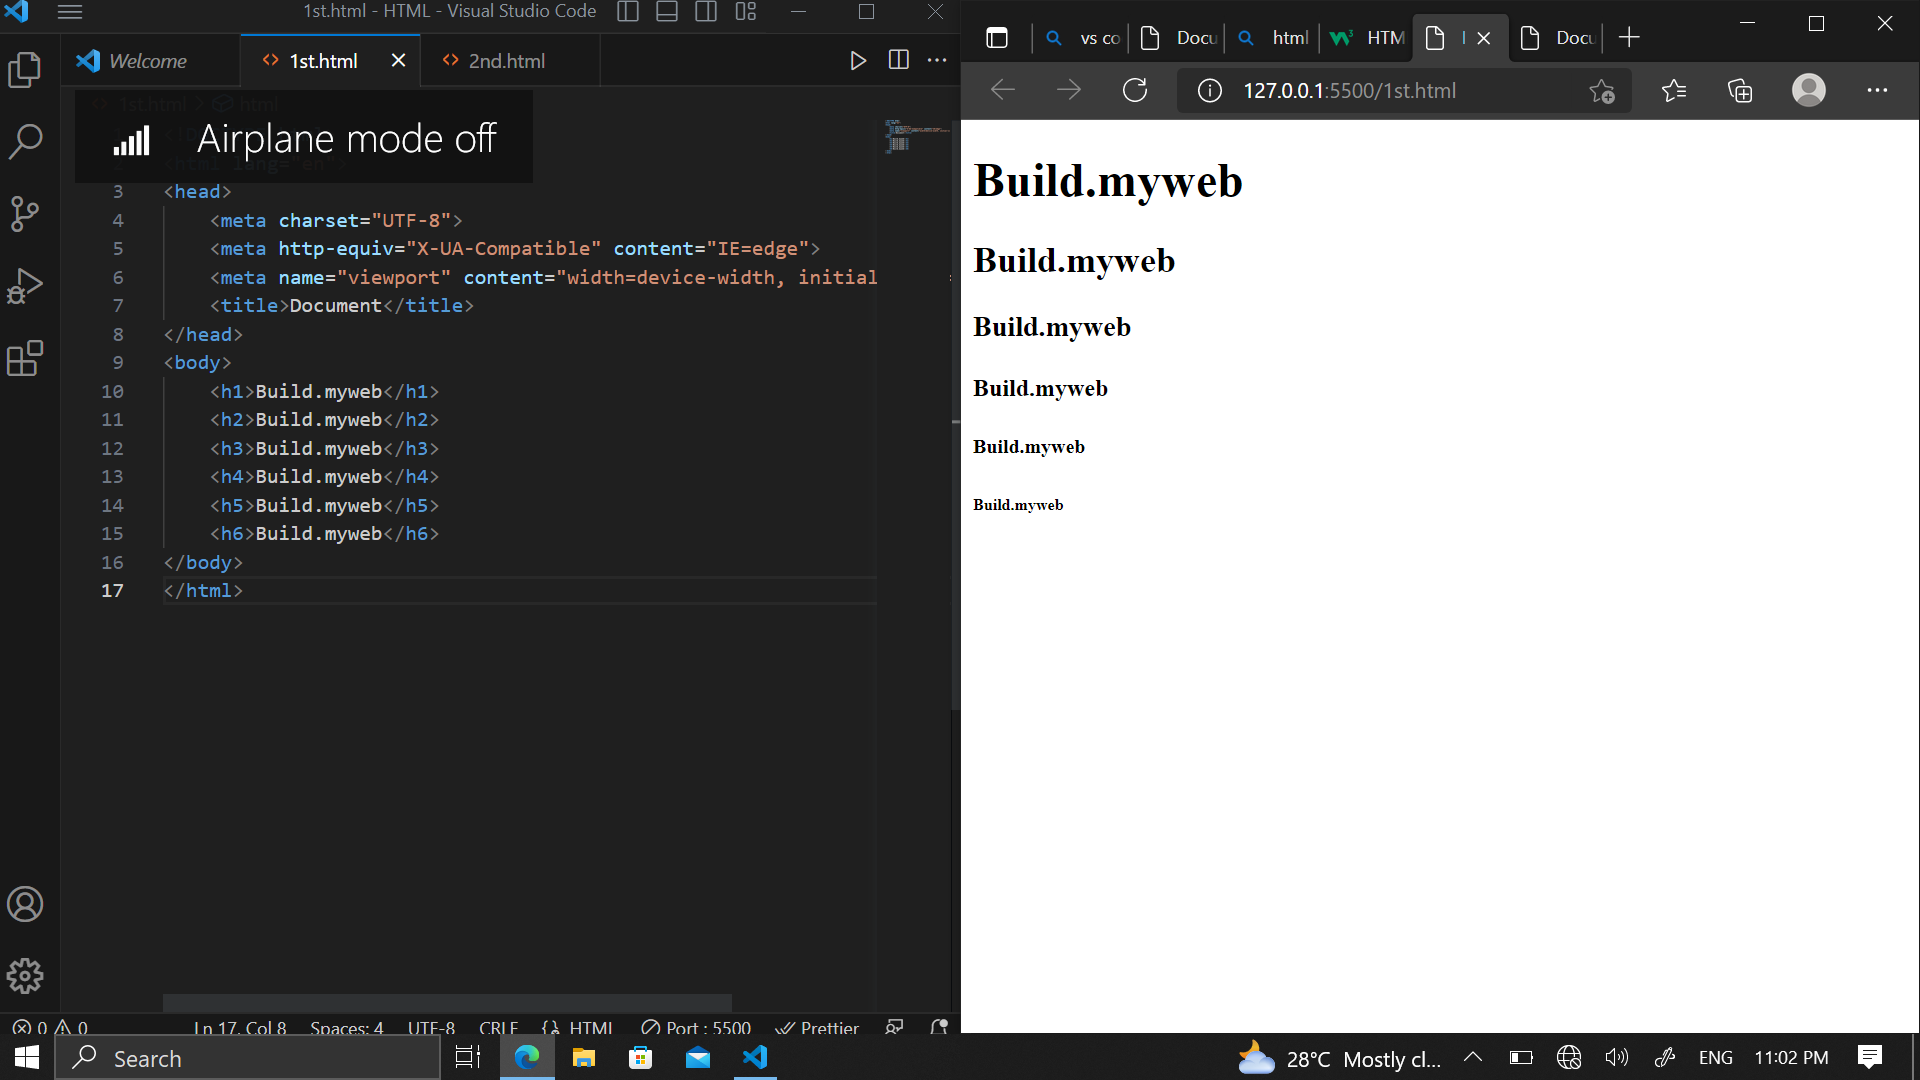 1st.html - HTML - Visual Studio Code
Welcome
1st.html
2nd.html
1st.html > html
Airplane mode off
<html lang="en">
3 <head>
4 <meta charset="UTF-8">
5 <meta http-equiv="X-UA-Compatible" content="IE=edge">
6 <meta name="viewport" content="width=device-width, initial
7 <title>Document</title>
8 </head>
9 <body>
10 <h1>Build.myweb</h1>
11 <h2>Build.myweb</h2>
12 <h3>Build.myweb</h3>
13 <h4>Build.myweb</h4>
14 <h5>Build.myweb</h5>
15 <h6>Build.myweb</h6>
16 </body>
17 </html>
0 0 Ln 17, Col 8 Spaces: 4 UTF-8 CRLF HTML Port : 5500 Prettier
vs co Docu html HTM Docu
127.0.0.1:5500/1st.html
Build.myweb
Build.myweb
Build.myweb
Build.myweb
Build.myweb
Build.myweb
Search
28°C Mostly cl... ENG 11:02 PM